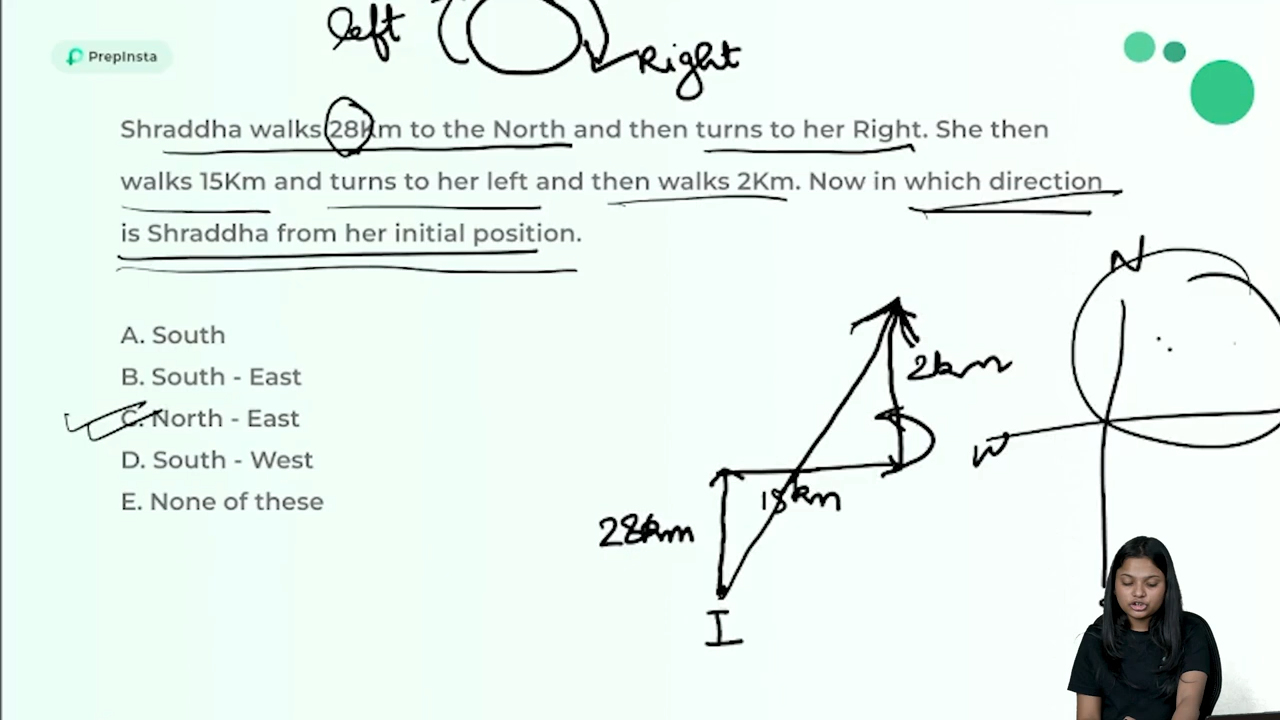 left
Right
PrepInsta
Shraddha walks 28Km to the North and then turns to her Right. She then
walks 15Km and turns to her left and then walks 2Km. Now in which direction
is Shraddha from her initial position.
A. South
B. South - East
C. North - East
D. South - West
E. None of these
N
2km
W
15km
28km
I